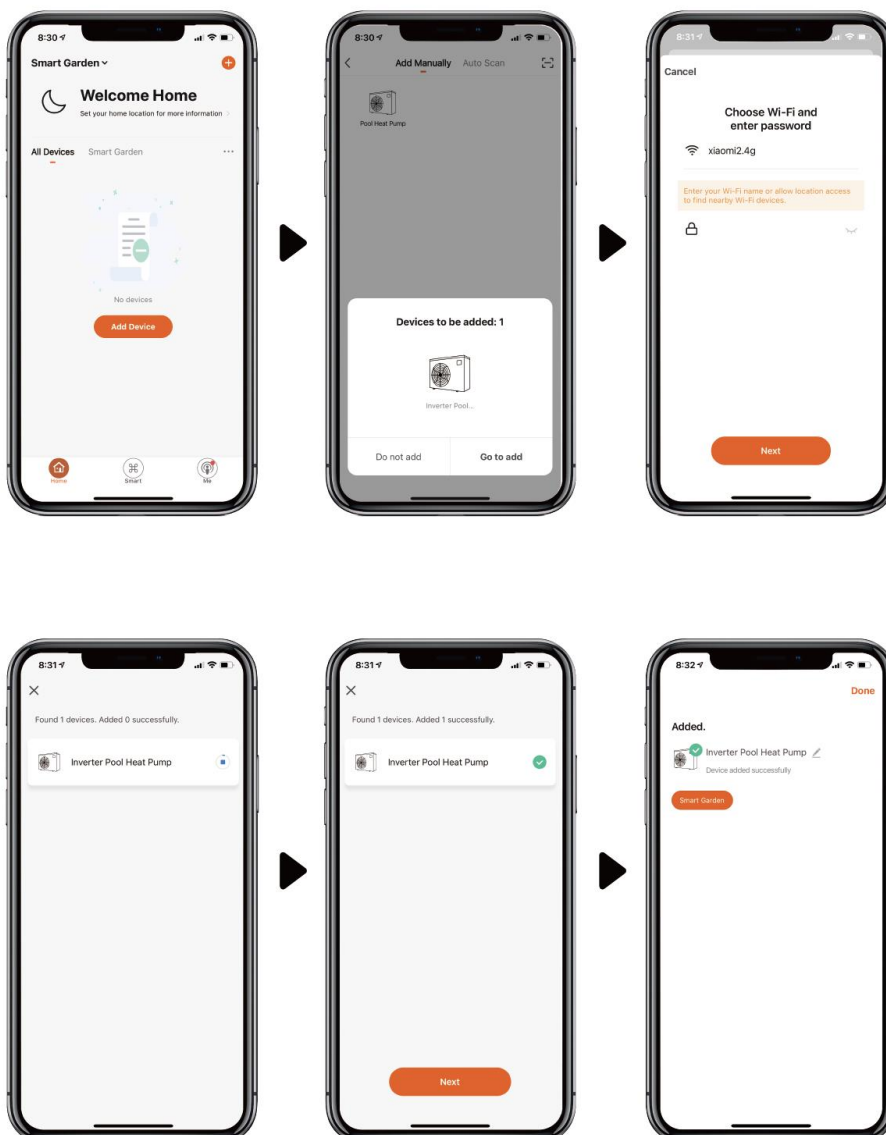 8:30
Smart Garden
Welcome Home
Set your home location for more information
All Devices Smart Garden
No devices
Add Device
Home Smart Me
8:30
Add Manually Auto Scan
Pool Heat Pump
Devices to be added: 1
Inverter Pool...
Do not add Go to add
8:31
Cancel
Choose Wi-Fi and
enter password
xiaomi2.4g
Enter your Wi-Fi name or allow location access
to find nearby Wi-Fi devices.
Next
8:31
Found 1 devices. Added 0 successfully.
Inverter Pool Heat Pump
8:31
Found 1 devices. Added 1 successfully.
Inverter Pool Heat Pump
Next
8:32
Done
Added.
Inverter Pool Heat Pump
Device added successfully
Smart Garden